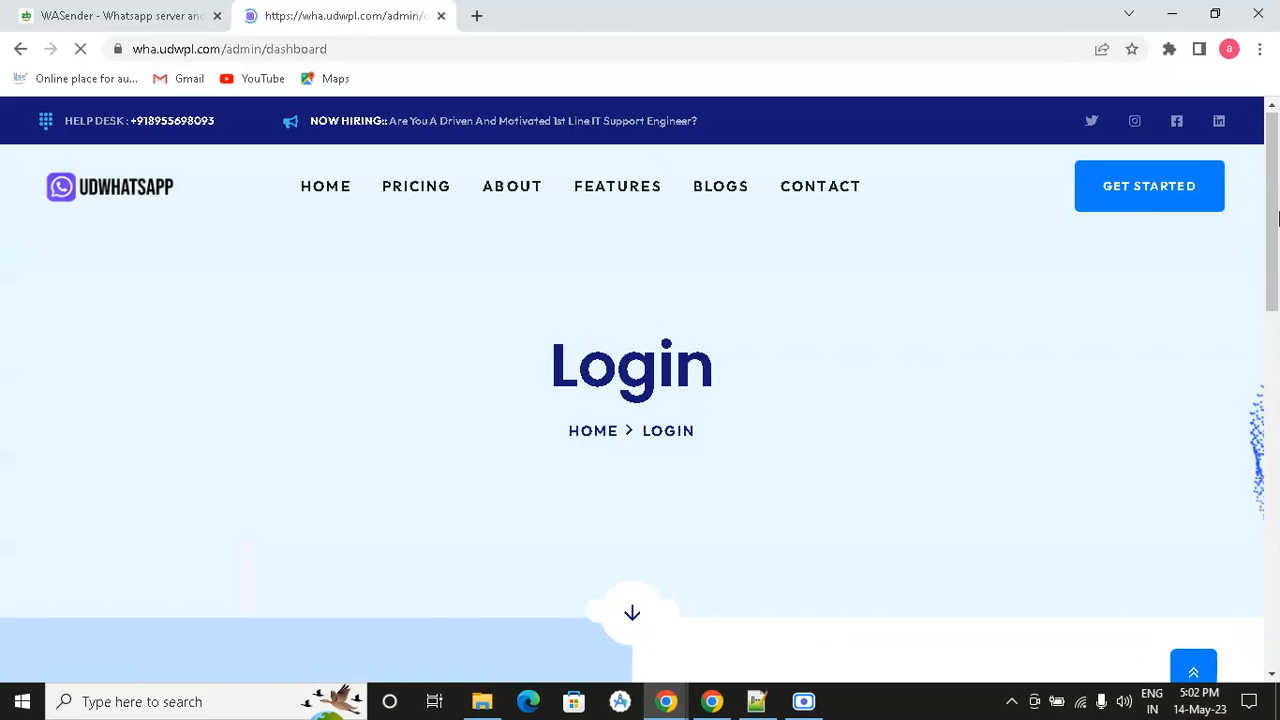 WASender - Whatsapp server and
https://wha.udwpl.com/admin/
wha.udwpl.com/admin/dashboard
a
Online place for au...
Gmail
YouTube
Maps
HELP DESK : +918955698093
NOW HIRING:: Are You A Driven And Motivated 1st Line IT Support Engineer?
UDWHATSAPP
HOME
PRICING
ABOUT
FEATURES
BLOGS
CONTACT
GET STARTED
Login
HOME > LOGIN
Type here to search
ENG
IN
5:02 PM
14-May-23